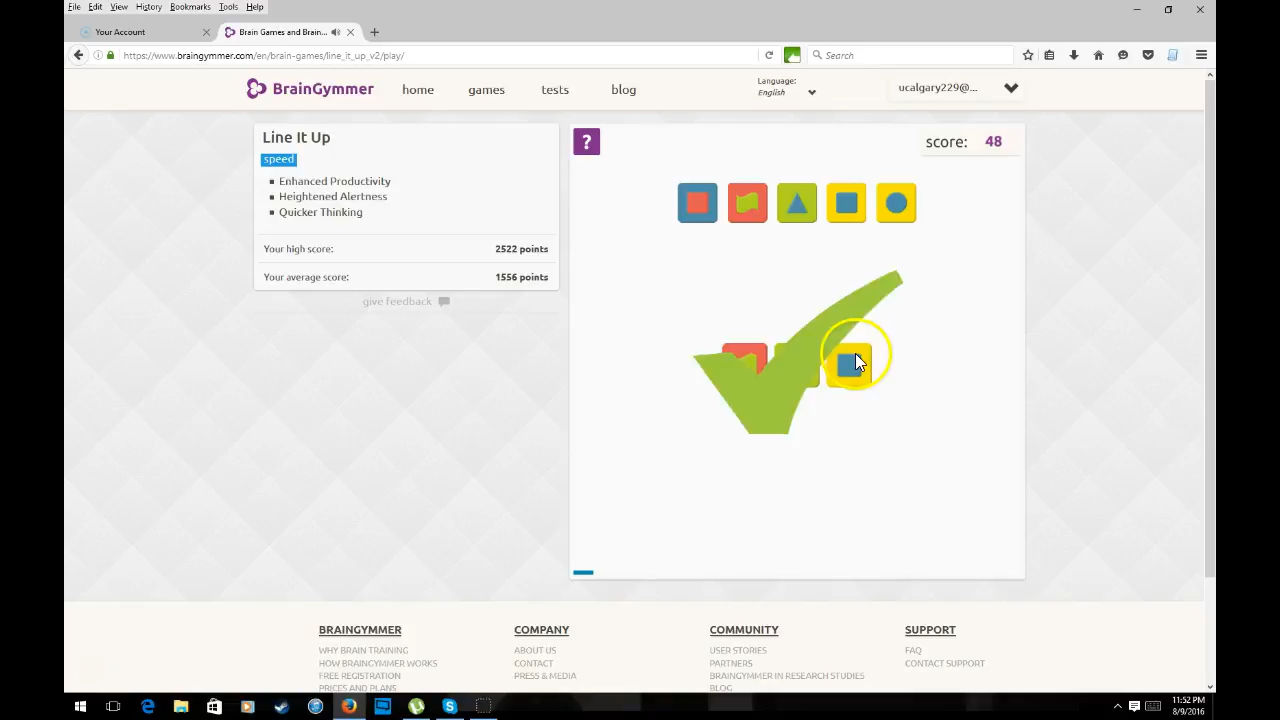 File Edit View History Bookmarks Tools Help
Your Account
Brain Games and Brain...
https://www.braingymmer.com/en/brain-games/line_it_up_v2/play/
Search
BrainGymmer home games tests blog
Language:
English
ucalgary229@...
Line It Up
speed
Enhanced Productivity
Heightened Alertness
Quicker Thinking
Your high score: 2522 points
Your average score: 1556 points
give feedback
?
score: 48
BRAINGYMMER COMPANY COMMUNITY SUPPORT
WHY BRAIN TRAINING ABOUT US USER STORIES FAQ
HOW BRAINGYMMER WORKS CONTACT PARTNERS CONTACT SUPPORT
FREE REGISTRATION PRESS & MEDIA BRAINGYMMER IN RESEARCH STUDIES
PRICES AND PLANS BLOG
11:52 PM
8/9/2016